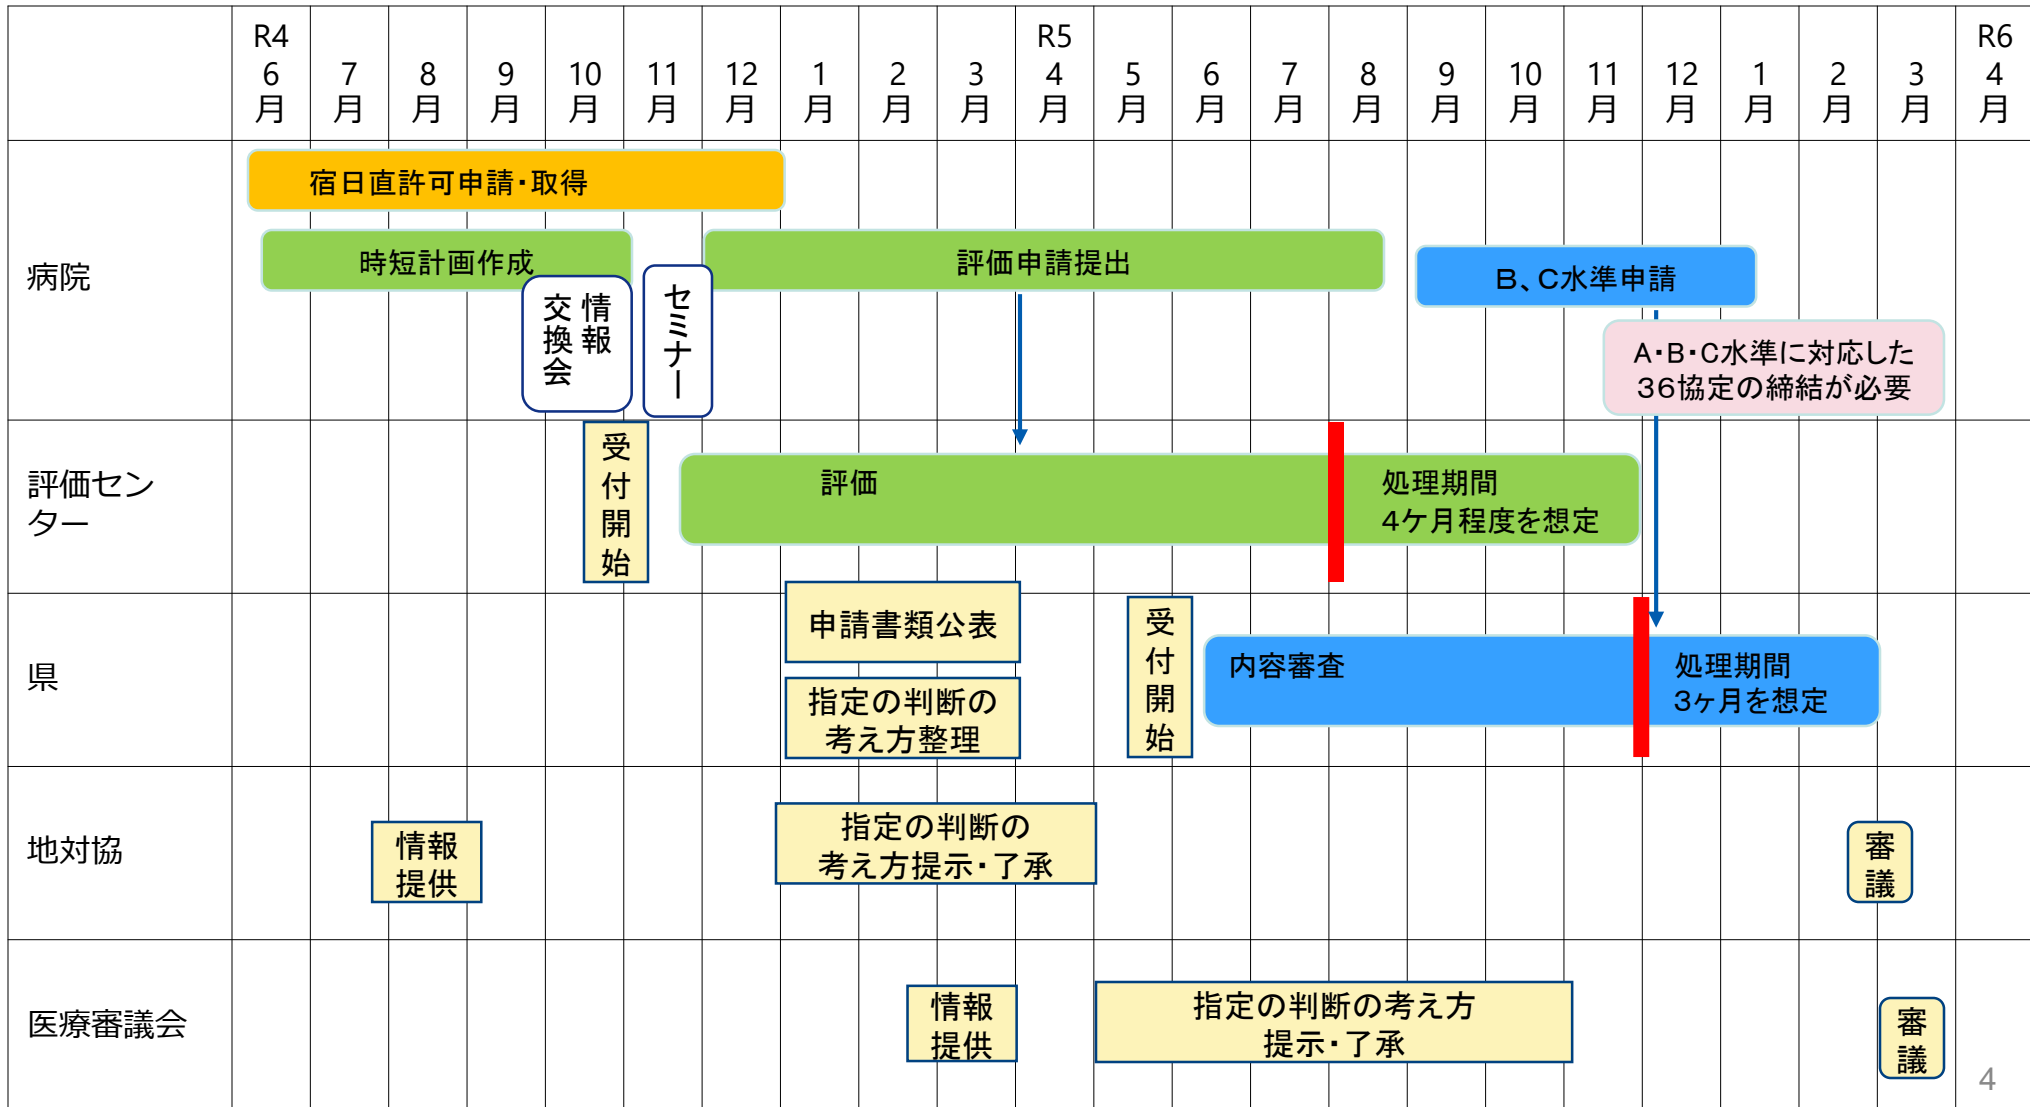 R4
6
月
7
月
8
月
9
月
10
月
11
月
12
月
1
月
2
月
3
月
R5
4
月
5
月
6
月
7
月
8
月
9
月
10
月
11
月
12
月
1
月
2
月
3
月
R6
4
月
病院
宿日直許可申請・取得
時短計画作成
情報
交換会
セミナー
評価申請提出
B、C水準申請
A・B・C水準に対応した
36協定の締結が必要
評価セン
ター
受付開始
評価
処理期間
4ケ月程度を想定
県
申請書類公表
指定の判断の
考え方整理
受付開始
内容審査
処理期間
3ヶ月を想定
地対協
情報
提供
指定の判断の
考え方提示・了承
審議
医療審議会
情報
提供
指定の判断の考え方
提示・了承
審議
4